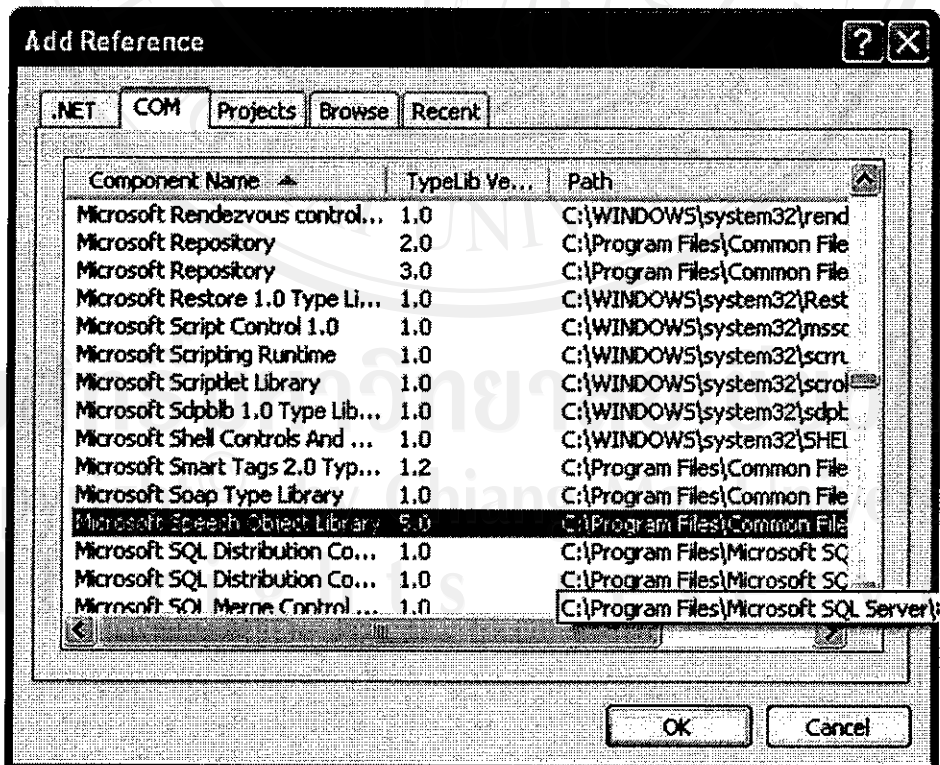 Add Reference
.NET COM Projects Browse Recent
Component Name TypeLib Ve... Path
Microsoft Rendezvous control... 1.0 C:\WINDOWS\system32\rend
Microsoft Repository 2.0 C:\Program Files\Common File
Microsoft Repository 3.0 C:\Program Files\Common File
Microsoft Restore 1.0 Type Li... 1.0 C:\WINDOWS\system32\Rest
Microsoft Script Control 1.0 1.0 C:\WINDOWS\system32\mssc
Microsoft Scripting Runtime 1.0 C:\WINDOWS\system32\scrru
Microsoft Scriptlet Library 1.0 C:\WINDOWS\system32\scrol
Microsoft Sdpblb 1.0 Type Lib... 1.0 C:\WINDOWS\system32\sdpb
Microsoft Shell Controls And ... 1.0 C:\WINDOWS\system32\SHEL
Microsoft Smart Tags 2.0 Typ... 1.2 C:\Program Files\Common File
Microsoft Soap Type Library 1.0 C:\Program Files\Common File
Microsoft Speech Object Library 5.0 C:\Program Files\Common File
Microsoft SQL Distribution Co... 1.0 C:\Program Files\Microsoft SQ
Microsoft SQL Distribution Co... 1.0 C:\Program Files\Microsoft SQ
Microsoft SQL Merge Control ... 1.0 C:\Program Files\Microsoft SQL Server\
OK Cancel